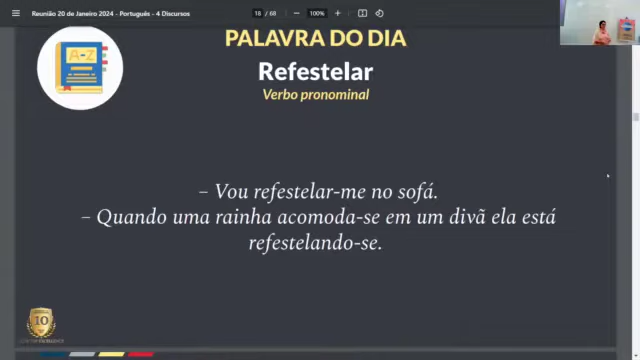 Reunião 20 de Janeiro 2024 - Português - 4 Discursos
18 / 68
100%
PALAVRA DO DIA
A-Z
Refestelar
Verbo pronominal
– Vou refestelar-me no sofá.
– Quando uma rainha acomoda-se em um divã ela está
refestelando-se.
10